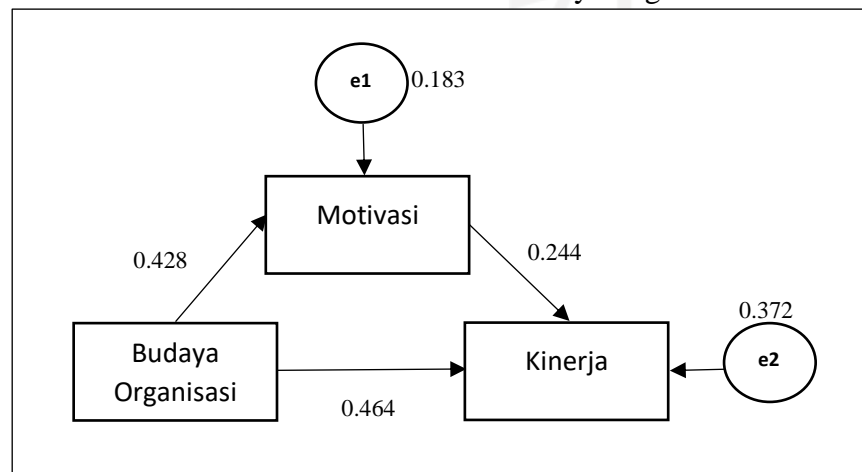 e1
0.183
Motivasi
0.428
0.244
0.372
Budaya
Organisasi
Kinerja
e2
0.464